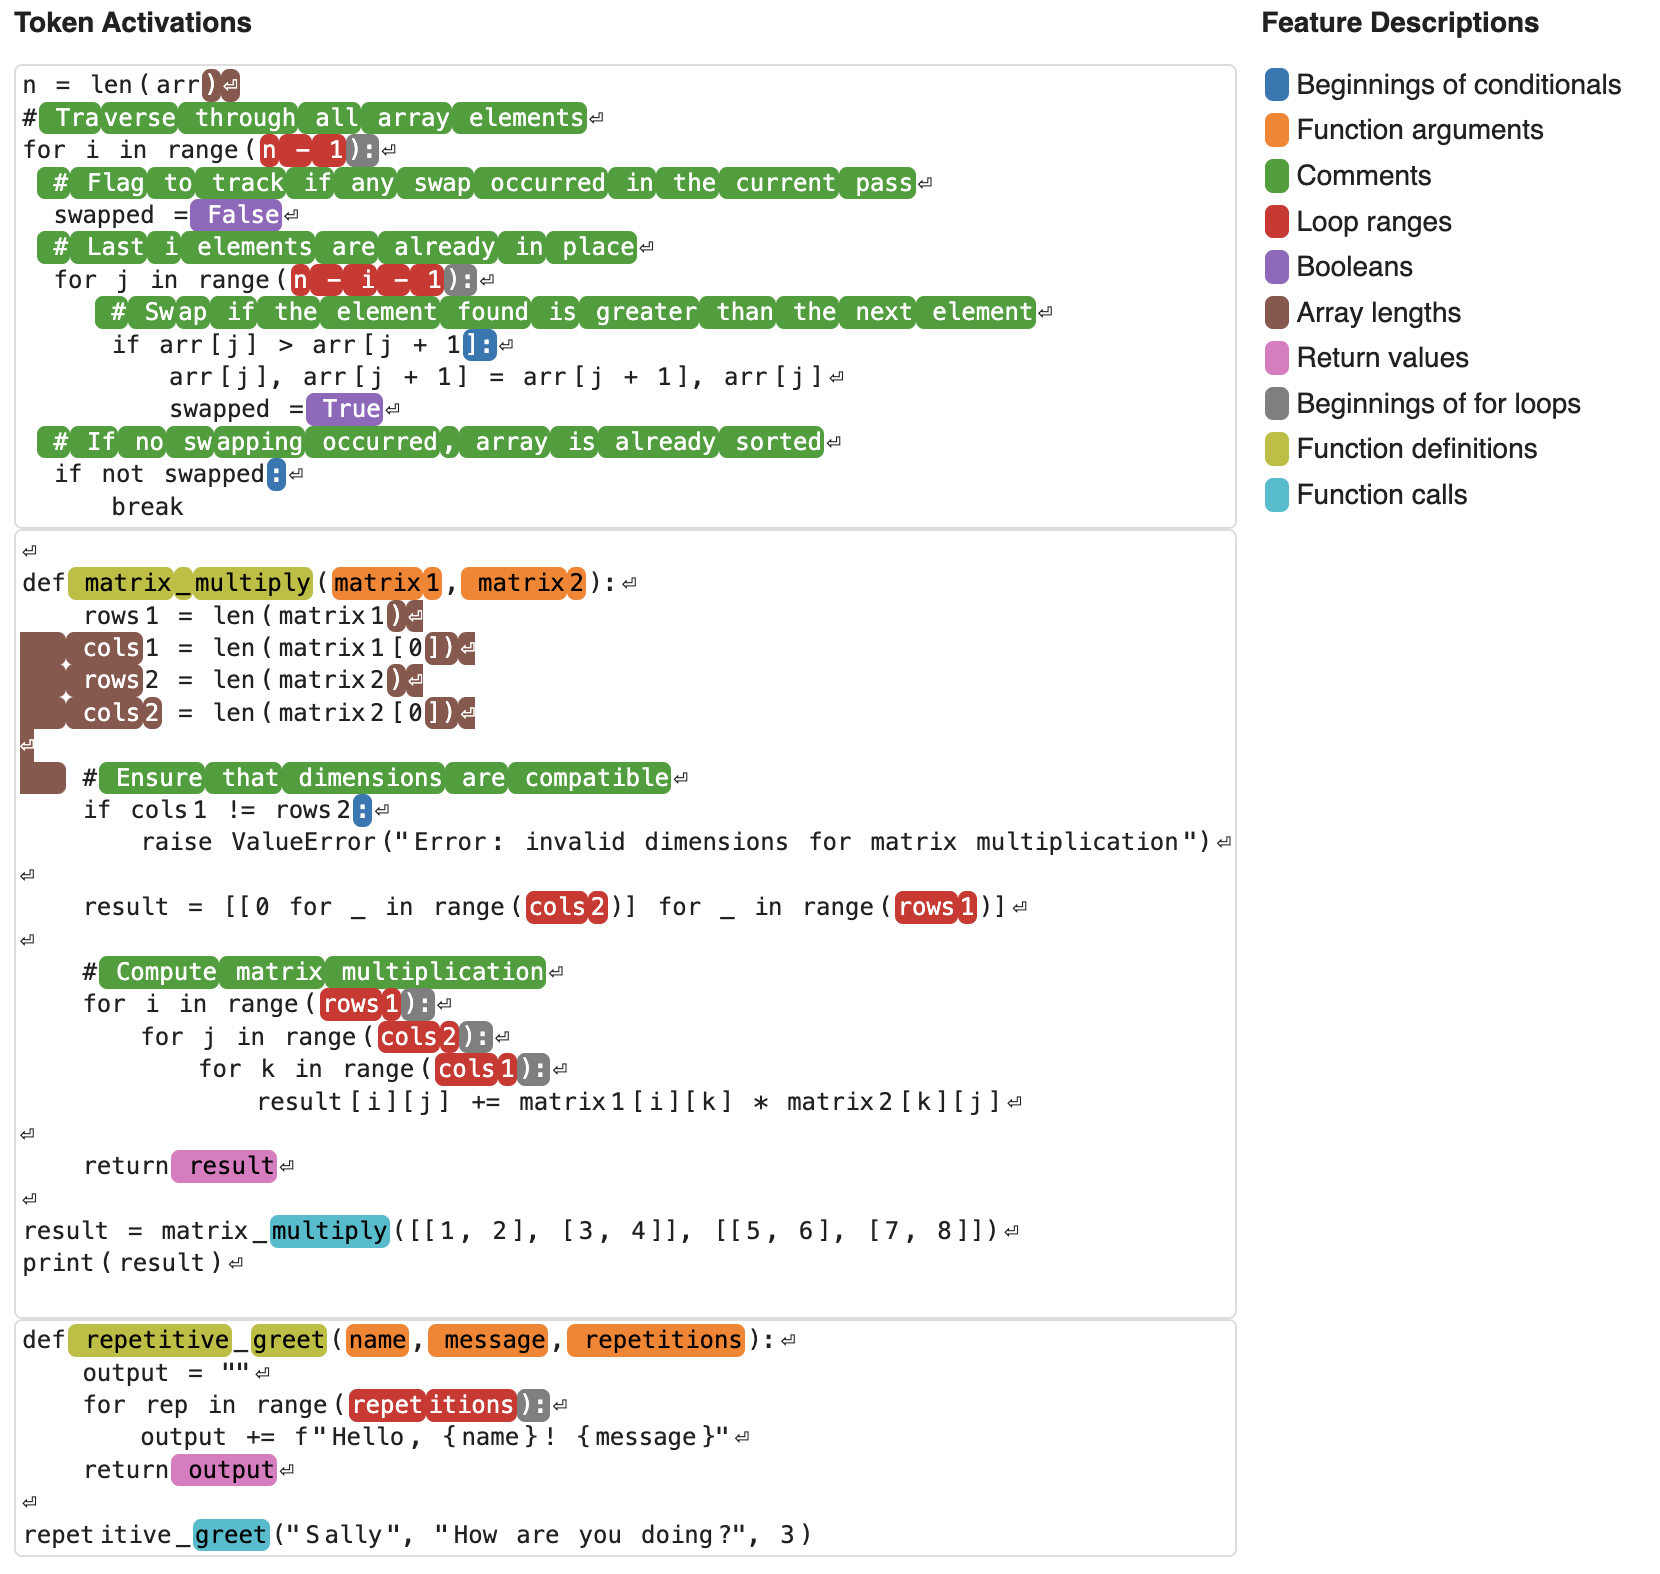 Token Activations
n = len(arr)⏎
# Traverse through all array elements⏎
for i in range(n - 1):⏎
# Flag to track if any swap occurred in the current pass⏎
swapped = False⏎
# Last i elements are already in place⏎
for j in range(n - i - 1):⏎
# Swap if the element found is greater than the next element⏎
if arr[j] > arr[j + 1]:⏎
arr[j], arr[j + 1] = arr[j + 1], arr[j]⏎
swapped = True⏎
# If no swapping occurred, array is already sorted⏎
if not swapped:⏎
break
⏎
def matrix_multiply(matrix1, matrix2):⏎
rows1 = len(matrix1)⏎
cols1 = len(matrix1[0])⏎
rows2 = len(matrix2)⏎
cols2 = len(matrix2[0])⏎
⏎
# Ensure that dimensions are compatible⏎
if cols1 != rows2:⏎
raise ValueError("Error: invalid dimensions for matrix multiplication")⏎
⏎
result = [[0 for _ in range(cols2)] for _ in range(rows1)]⏎
⏎
# Compute matrix multiplication⏎
for i in range(rows1):⏎
for j in range(cols2):⏎
for k in range(cols1):⏎
result[i][j] += matrix1[i][k] * matrix2[k][j]⏎
⏎
return result⏎
⏎
result = matrix_multiply([[1, 2], [3, 4]], [[5, 6], [7, 8]])⏎
print(result)⏎
def repetitive_greet(name, message, repetitions):⏎
output = ""⏎
for rep in range(repetitions):⏎
output += f"Hello, {name}! {message}"⏎
return output⏎
⏎
repetitive_greet("Sally", "How are you doing?", 3)
Feature Descriptions
Beginnings of conditionals
Function arguments
Comments
Loop ranges
Booleans
Array lengths
Return values
Beginnings of for loops
Function definitions
Function calls